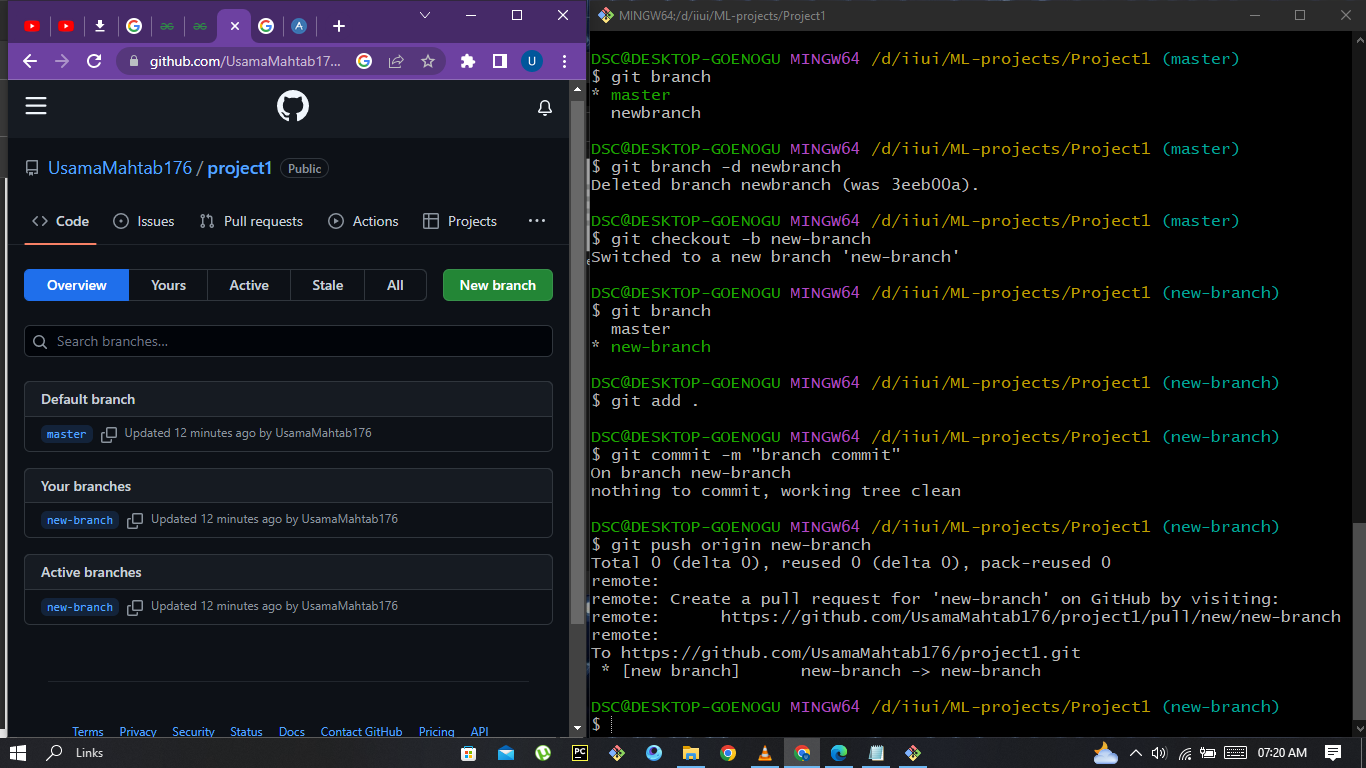 github.com/UsamaMahtab17...
U
UsamaMahtab176 / project1 Public
Code Issues Pull requests Actions Projects ...
Overview Yours Active Stale All New branch
Search branches...
Default branch
master Updated 12 minutes ago by UsamaMahtab176
Your branches
new-branch Updated 12 minutes ago by UsamaMahtab176
Active branches
new-branch Updated 12 minutes ago by UsamaMahtab176
Terms Privacy Security Status Docs Contact GitHub Pricing API
MINGW64:/d/iiui/ML-projects/Project1
DSC@DESKTOP-GOENOGU MINGW64 /d/iiui/ML-projects/Project1 (master)
$ git branch
* master
newbranch
DSC@DESKTOP-GOENOGU MINGW64 /d/iiui/ML-projects/Project1 (master)
$ git branch -d newbranch
Deleted branch newbranch (was 3eeb00a).
DSC@DESKTOP-GOENOGU MINGW64 /d/iiui/ML-projects/Project1 (master)
$ git checkout -b new-branch
Switched to a new branch 'new-branch'
DSC@DESKTOP-GOENOGU MINGW64 /d/iiui/ML-projects/Project1 (new-branch)
$ git branch
master
* new-branch
DSC@DESKTOP-GOENOGU MINGW64 /d/iiui/ML-projects/Project1 (new-branch)
$ git add .
DSC@DESKTOP-GOENOGU MINGW64 /d/iiui/ML-projects/Project1 (new-branch)
$ git commit -m "branch commit"
On branch new-branch
nothing to commit, working tree clean
DSC@DESKTOP-GOENOGU MINGW64 /d/iiui/ML-projects/Project1 (new-branch)
$ git push origin new-branch
Total 0 (delta 0), reused 0 (delta 0), pack-reused 0
remote:
remote: Create a pull request for 'new-branch' on GitHub by visiting:
remote: https://github.com/UsamaMahtab176/project1/pull/new/new-branch
remote:
To https://github.com/UsamaMahtab176/project1.git
* [new branch] new-branch -> new-branch
DSC@DESKTOP-GOENOGU MINGW64 /d/iiui/ML-projects/Project1 (new-branch)
$
Links
PC
07:20 AM